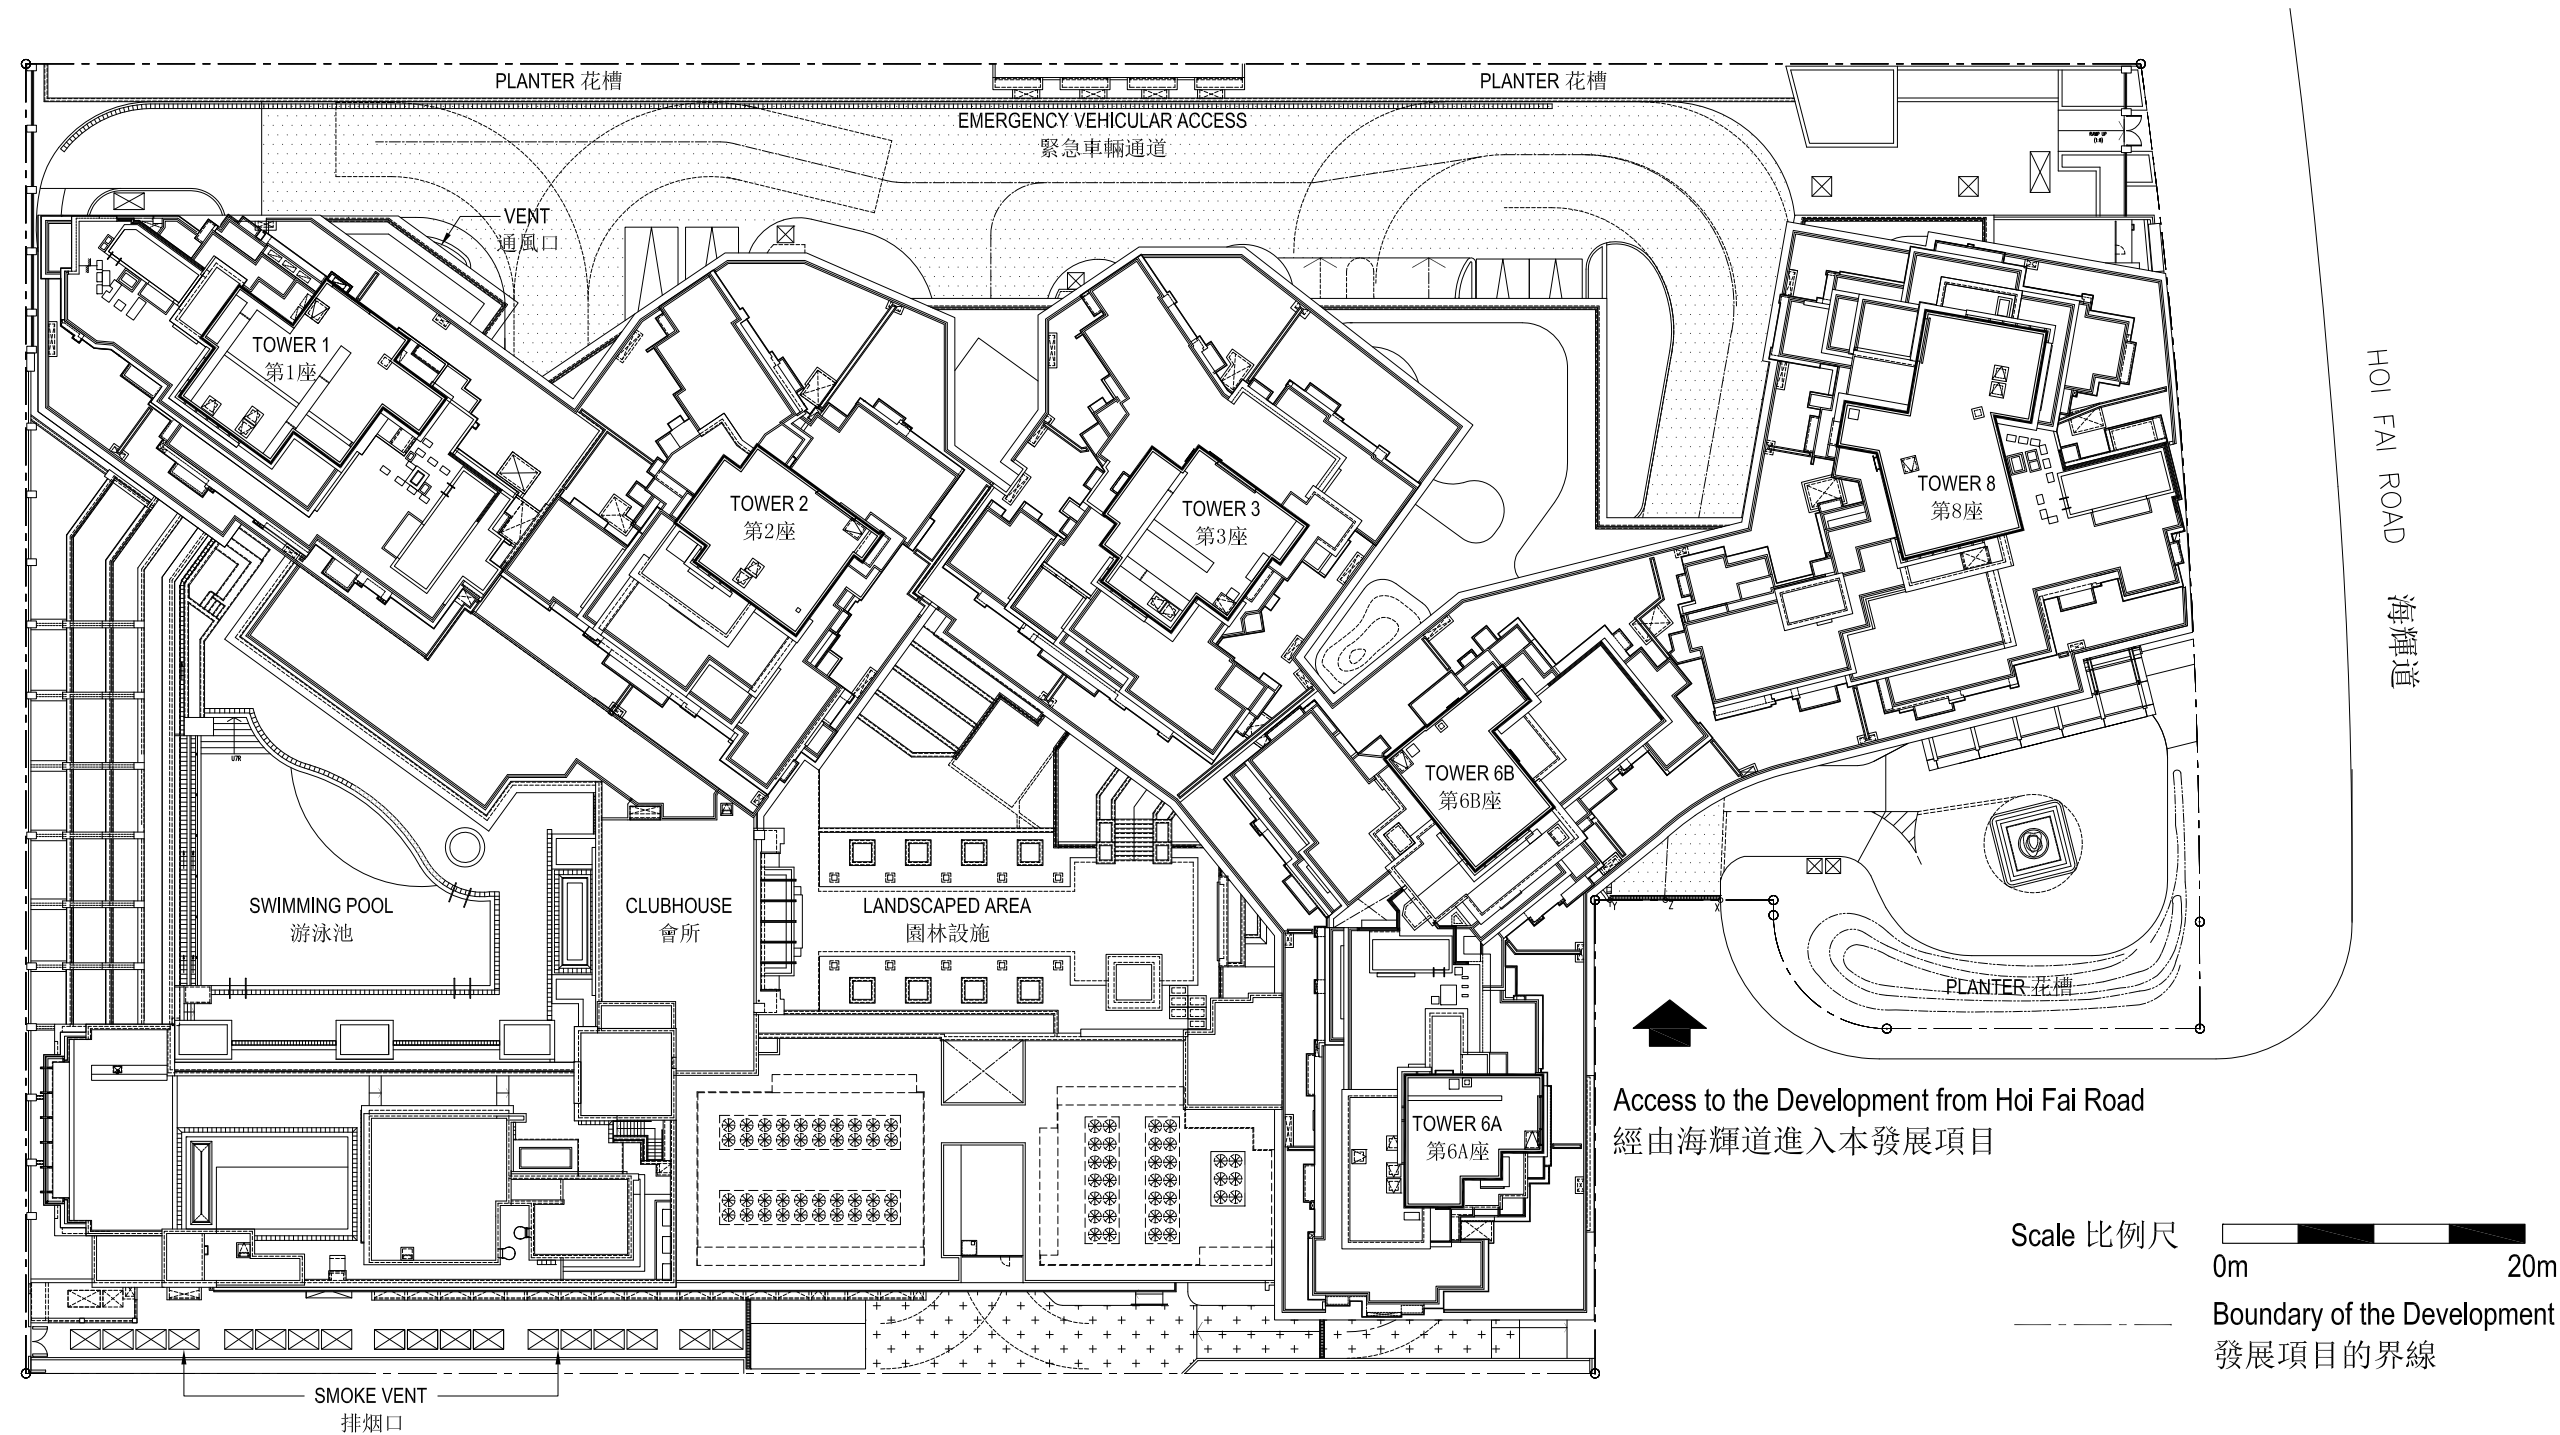 PLANTER 花槽
PLANTER 花槽
EMERGENCY VEHICULAR ACCESS
緊急車輛通道
RAMP UP
VENT
通風口
TOWER 1
第1座
TOWER 2
第2座
TOWER 3
第3座
TOWER 8
第8座
HOI FAI ROAD 海輝道
TOWER 6B
第6B座
SWIMMING POOL
游泳池
CLUBHOUSE
會所
LANDSCAPED AREA
園林設施
Y Z X
PLANTER 花槽
Access to the Development from Hoi Fai Road
經由海輝道進入本發展項目
TOWER 6A
第6A座
Scale 比例尺
0m 20m
Boundary of the Development
發展項目的界線
SMOKE VENT
排烟口